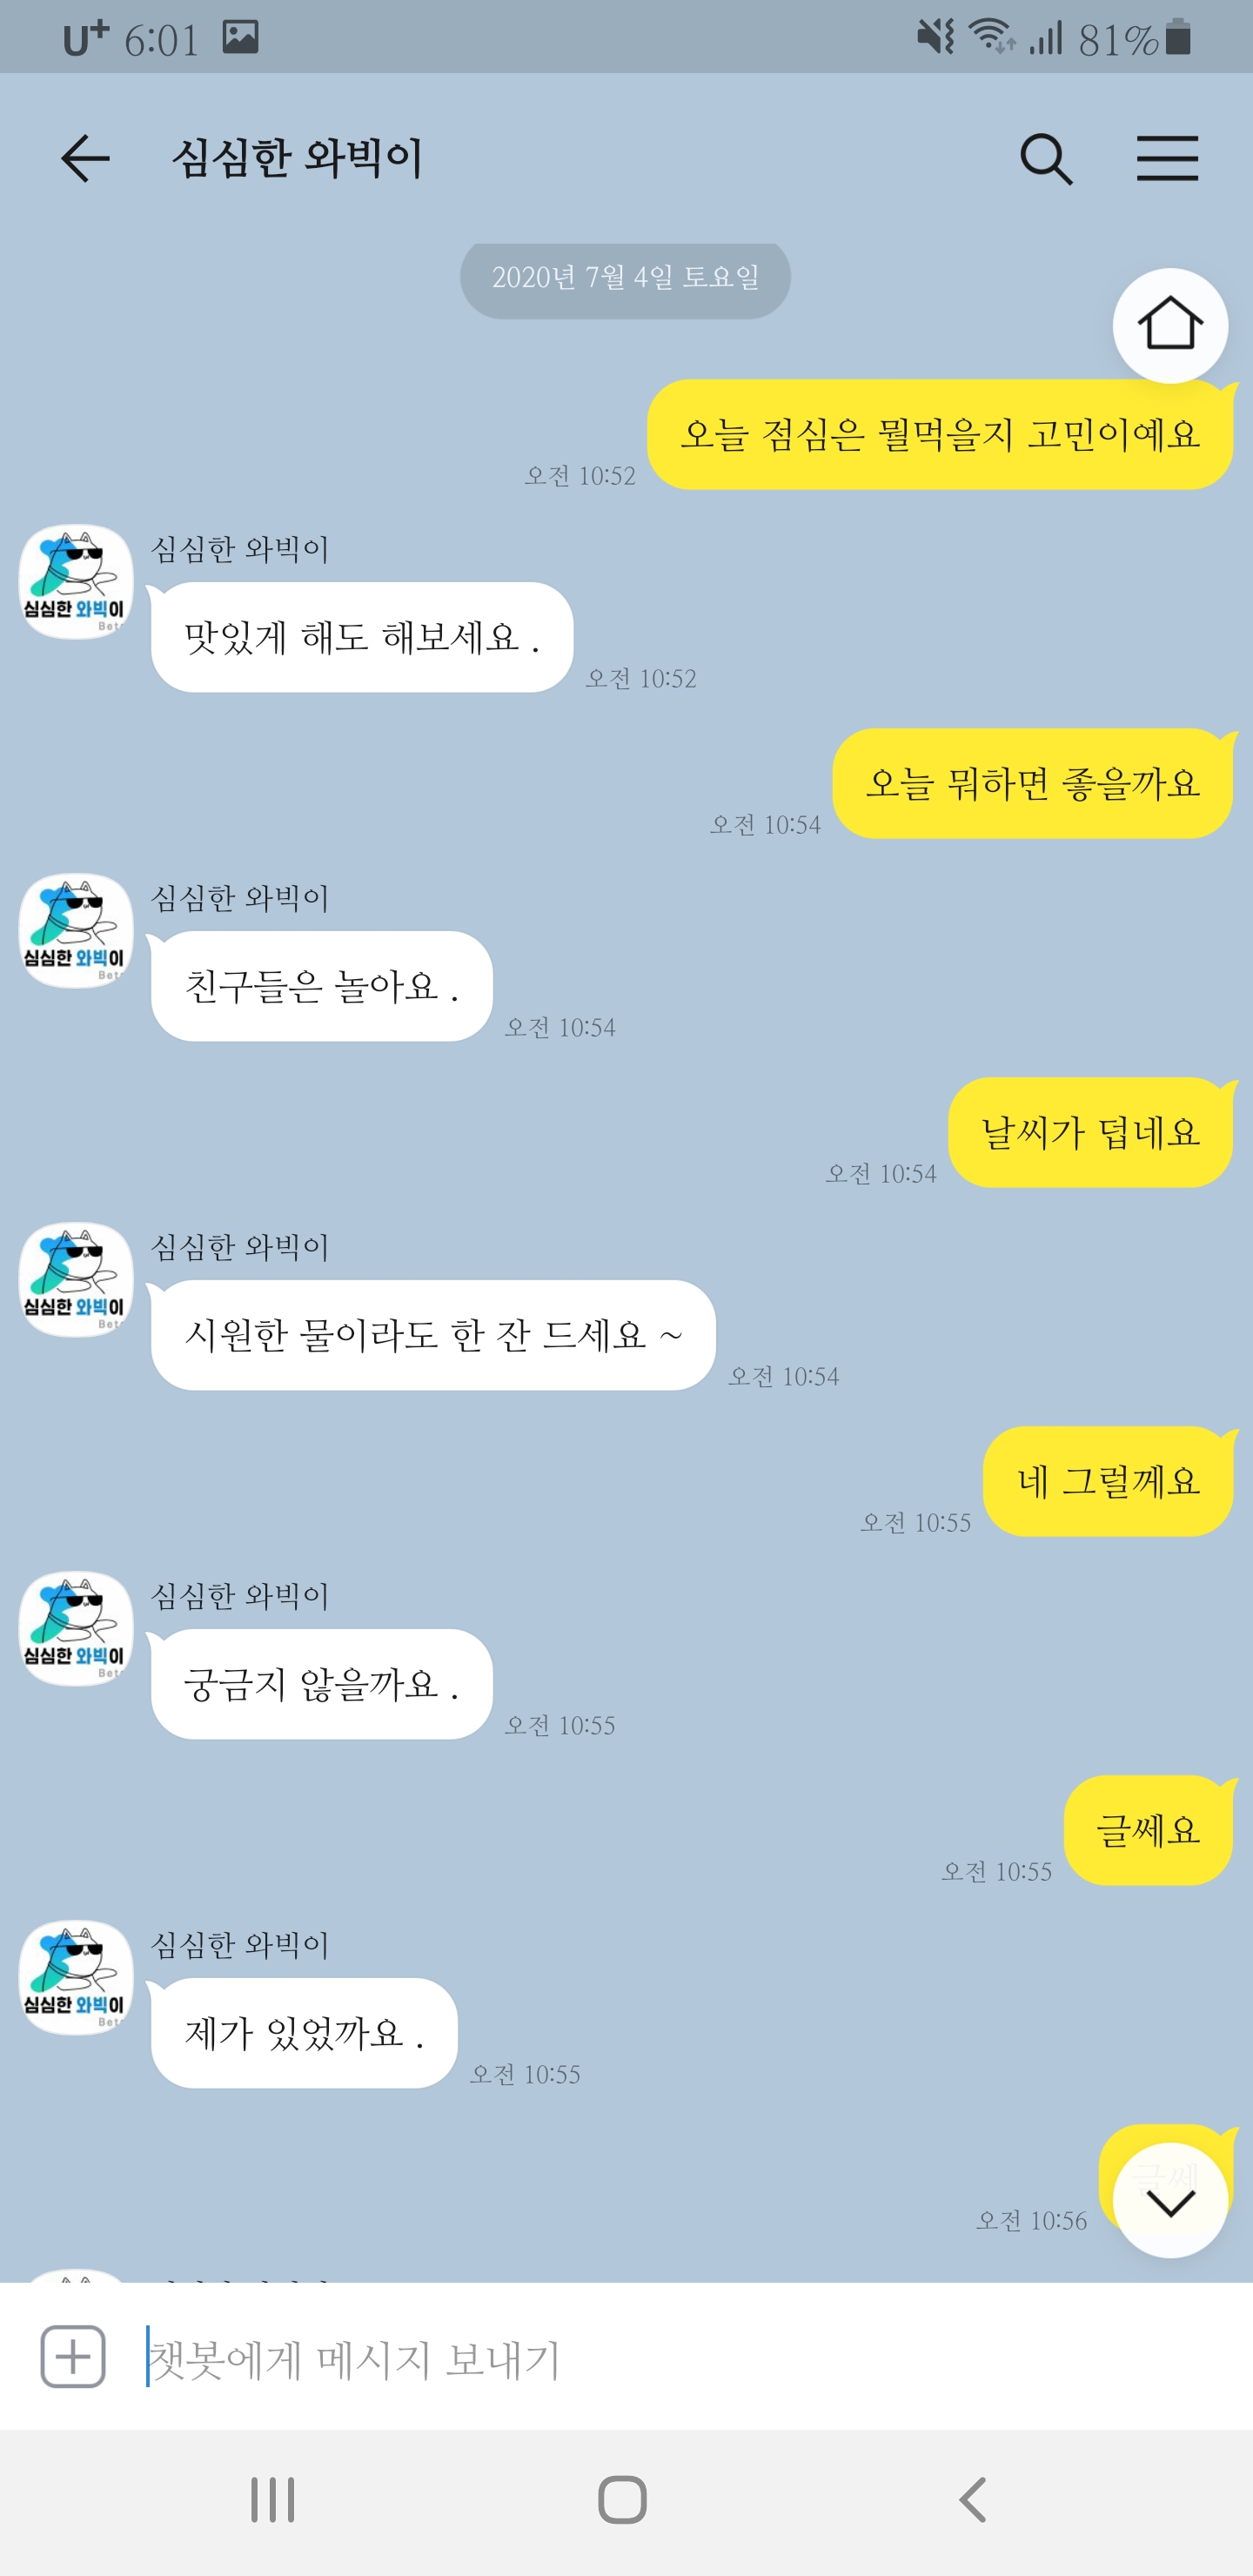 U+ 6:01 81%
심심한 와빅이
2020년 7월 4일 토요일
오늘 점심은 뭘먹을지 고민이예요
오전 10:52
심심한 와빅이
심심한 와빅이
Beta
맛있게 해도 해보세요 .
오전 10:52
오늘 뭐하면 좋을까요
오전 10:54
심심한 와빅이
심심한 와빅이
Beta
친구들은 놀아요 .
오전 10:54
날씨가 덥네요
오전 10:54
심심한 와빅이
심심한 와빅이
Beta
시원한 물이라도 한 잔 드세요 ~
오전 10:54
네 그럴께요
오전 10:55
심심한 와빅이
심심한 와빅이
Beta
궁금지 않을까요 .
오전 10:55
글쎄요
오전 10:55
심심한 와빅이
심심한 와빅이
Beta
제가 있었까요 .
오전 10:55
글쎄
오전 10:56
챗봇에게 메시지 보내기